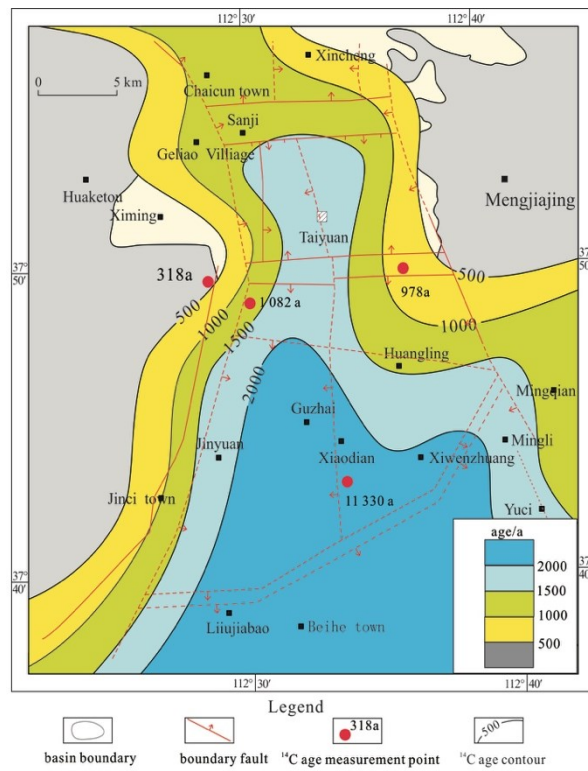 112° 30′
112° 40′
Xincheng
0 5 km
Chaicun town
Sanji
Geliao Villiage
Huaketou
Mengjiajing
Ximing
Taiyuan
37°
50′
37°
50′
318a
978a
1 082 a
500
500
1000
1000
1500
2000
Huangling
Mingqian
Guzhai
Jinyuan
Xiaodian
Xiwenzhuang
Mingli
11 330 a
Jinci town
Yuci
age/a
2000
1500
1000
500
37°
40′
37°
40′
Liiujiabao
Beihe town
112° 30′
112° 40′
Legend
318a
500
basin boundary
boundary fault
¹⁴C age measurement point
¹⁴C age contour